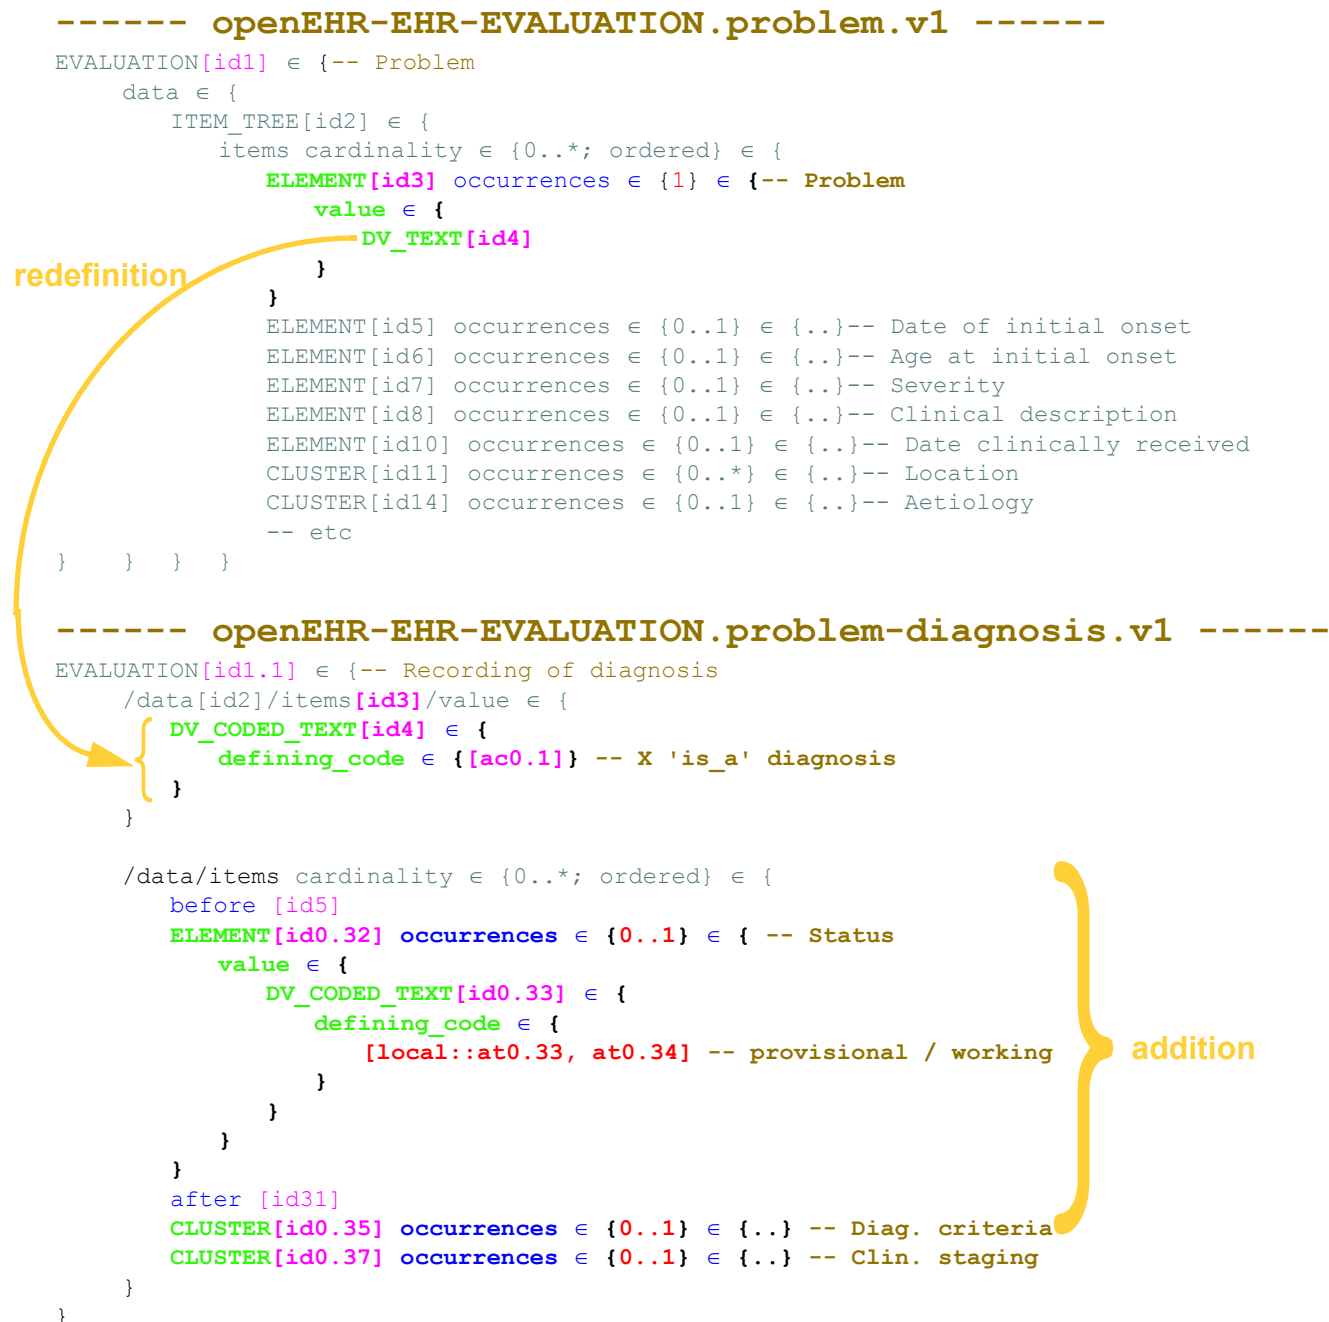 ------ openEHR-EHR-EVALUATION.problem.v1 ------
EVALUATION[id1] ∈ {-- Problem
data ∈ {
ITEM_TREE[id2] ∈ {
items cardinality ∈ {0..*; ordered} ∈ {
ELEMENT[id3] occurrences ∈ {1} ∈ {-- Problem
value ∈ {
DV_TEXT[id4]
}
redefinition
}
ELEMENT[id5] occurrences ∈ {0..1} ∈ {..}-- Date of initial onset
ELEMENT[id6] occurrences ∈ {0..1} ∈ {..}-- Age at initial onset
ELEMENT[id7] occurrences ∈ {0..1} ∈ {..}-- Severity
ELEMENT[id8] occurrences ∈ {0..1} ∈ {..}-- Clinical description
ELEMENT[id10] occurrences ∈ {0..1} ∈ {..}-- Date clinically received
CLUSTER[id11] occurrences ∈ {0..*} ∈ {..}-- Location
CLUSTER[id14] occurrences ∈ {0..1} ∈ {..}-- Aetiology
-- etc
} } } }
------ openEHR-EHR-EVALUATION.problem-diagnosis.v1 ------
EVALUATION[id1.1] ∈ {-- Recording of diagnosis
/data[id2]/items[id3]/value ∈ {
DV_CODED_TEXT[id4] ∈ {
defining_code ∈ {[ac0.1]} -- X 'is_a' diagnosis
}
}
/data/items cardinality ∈ {0..*; ordered} ∈ {
before [id5]
ELEMENT[id0.32] occurrences ∈ {0..1} ∈ { -- Status
value ∈ {
DV_CODED_TEXT[id0.33] ∈ {
defining_code ∈ {
[local::at0.33, at0.34] -- provisional / working
addition
}
}
}
}
after [id31]
CLUSTER[id0.35] occurrences ∈ {0..1} ∈ {..} -- Diag. criteria
CLUSTER[id0.37] occurrences ∈ {0..1} ∈ {..} -- Clin. staging
}
}